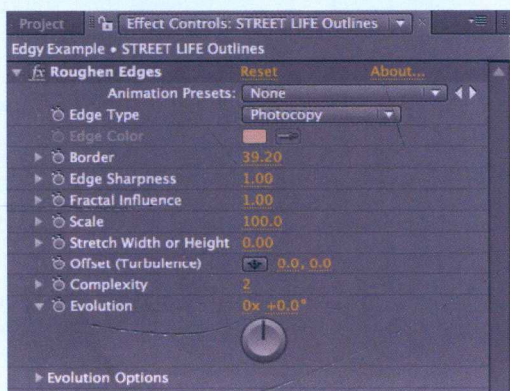 Project Effect Controls: STREET LIFE Outlines
Edgy Example • STREET LIFE Outlines
fx Roughen Edges Reset About...
Animation Presets: None
Edge Type Photocopy
Edge Color
Border 39.20
Edge Sharpness 1.00
Fractal Influence 1.00
Scale 100.0
Stretch Width or Height 0.00
Offset (Turbulence) 0.0, 0.0
Complexity 2
Evolution 0x +0.0°
Evolution Options